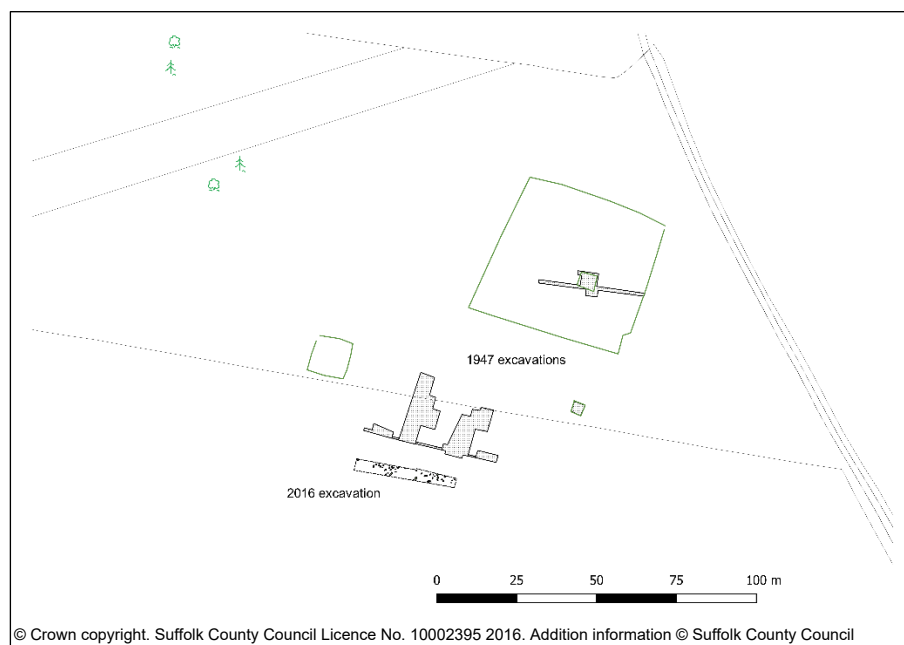 1947 excavations
2016 excavation
0 25 50 75 100 m
© Crown copyright. Suffolk County Council Licence No. 10002395 2016. Addition information © Suffolk County Council